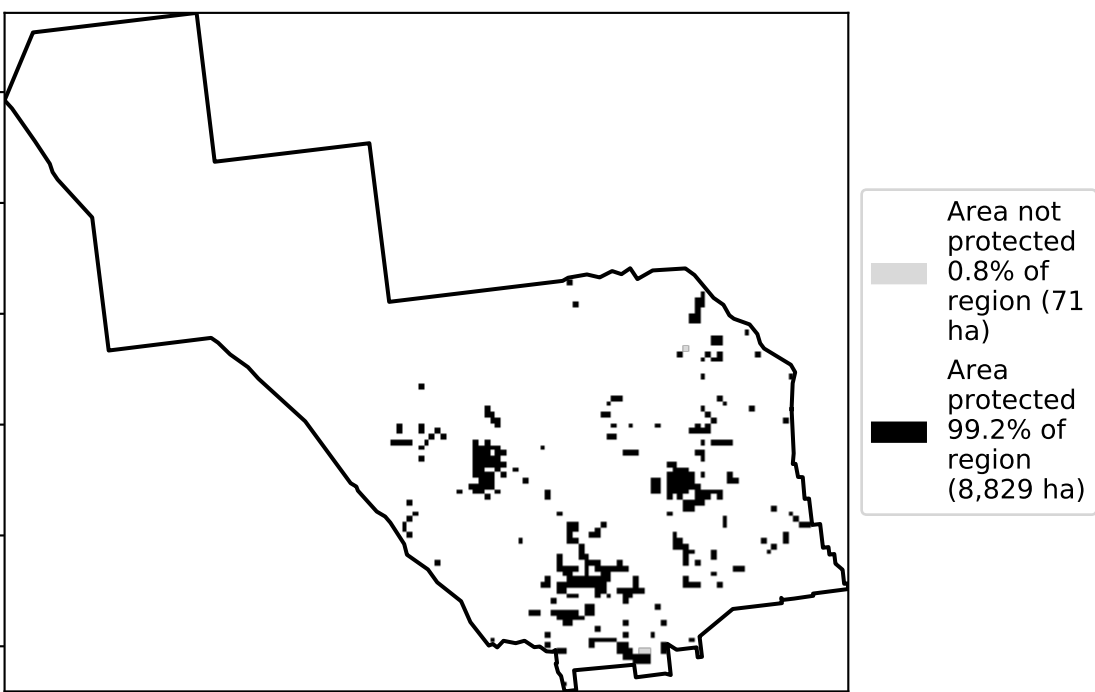 Area not
protected
0.8% of
region (71
ha)
Area
protected
99.2% of
region
(8,829 ha)